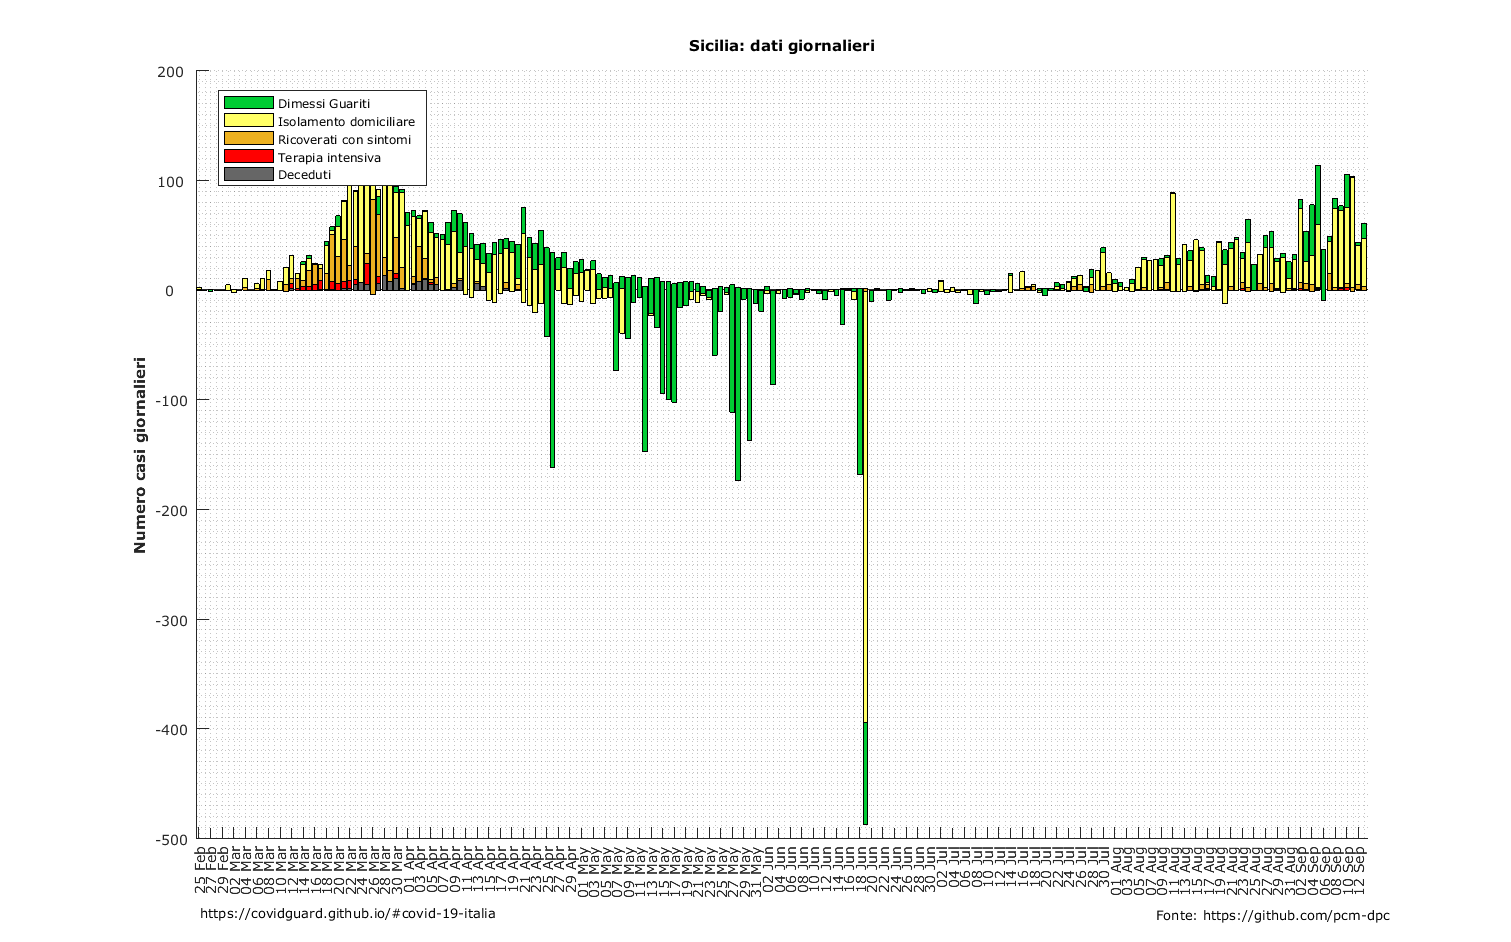 Sicilia: dati giornalieri
Dimessi Guariti
Isolamento domiciliare
Ricoverati con sintomi
Terapia intensiva
Deceduti
Numero casi giornalieri
200
100
0
-100
-200
-300
-400
-500
25 Feb
27 Feb
29 Feb
02 Mar
04 Mar
06 Mar
08 Mar
10 Mar
12 Mar
14 Mar
16 Mar
18 Mar
20 Mar
22 Mar
24 Mar
26 Mar
28 Mar
30 Mar
01 Apr
03 Apr
05 Apr
07 Apr
09 Apr
11 Apr
13 Apr
15 Apr
17 Apr
19 Apr
21 Apr
23 Apr
25 Apr
27 Apr
29 Apr
01 May
03 May
05 May
07 May
09 May
11 May
13 May
15 May
17 May
19 May
21 May
23 May
25 May
27 May
29 May
31 May
02 Jun
04 Jun
06 Jun
08 Jun
10 Jun
12 Jun
14 Jun
16 Jun
18 Jun
20 Jun
22 Jun
24 Jun
26 Jun
28 Jun
30 Jun
02 Jul
04 Jul
06 Jul
08 Jul
10 Jul
12 Jul
14 Jul
16 Jul
18 Jul
20 Jul
22 Jul
24 Jul
26 Jul
28 Jul
30 Jul
01 Aug
03 Aug
05 Aug
07 Aug
09 Aug
11 Aug
13 Aug
15 Aug
17 Aug
19 Aug
21 Aug
23 Aug
25 Aug
27 Aug
29 Aug
31 Aug
02 Sep
04 Sep
06 Sep
08 Sep
10 Sep
12 Sep
https://covidguard.github.io/#covid-19-italia
Fonte: https://github.com/pcm-dpc